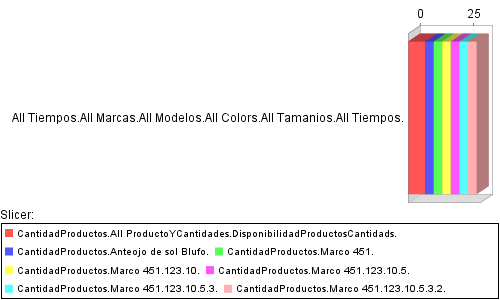 0 25
All Tiempos.All Marcas.All Modelos.All Colors.All Tamanios.All Tiempos.
Slicer:
CantidadProductos.All ProductoYCantidades.DisponibilidadProductosCantidads.
CantidadProductos.Anteojo de sol Blufo. CantidadProductos.Marco 451.
CantidadProductos.Marco 451.123.10. CantidadProductos.Marco 451.123.10.5.
CantidadProductos.Marco 451.123.10.5.3. CantidadProductos.Marco 451.123.10.5.3.2.